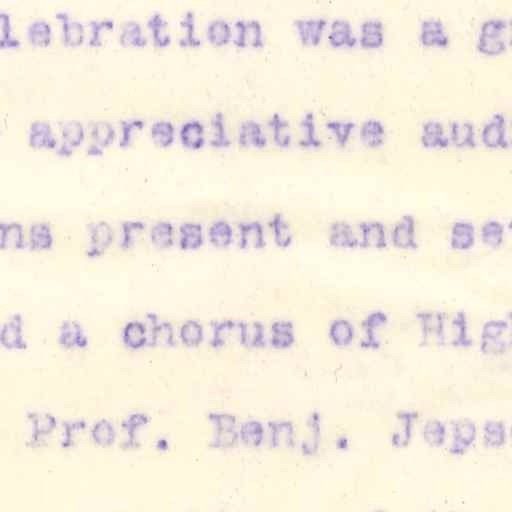 lebration was a g
appreciative aud
ns present and se
d a chorus of Hig
Prof. Benj. Jeps